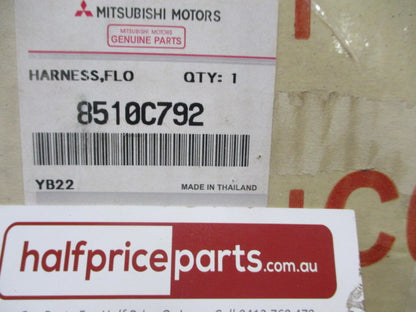 MITSUBISHI MOTORS
MITSUBISHI MOTORS
GENUINE PARTS
HARNESS,FLO QTY: 1
8510C792
YB22 MADE IN THAILAND
halfpriceparts.com.au